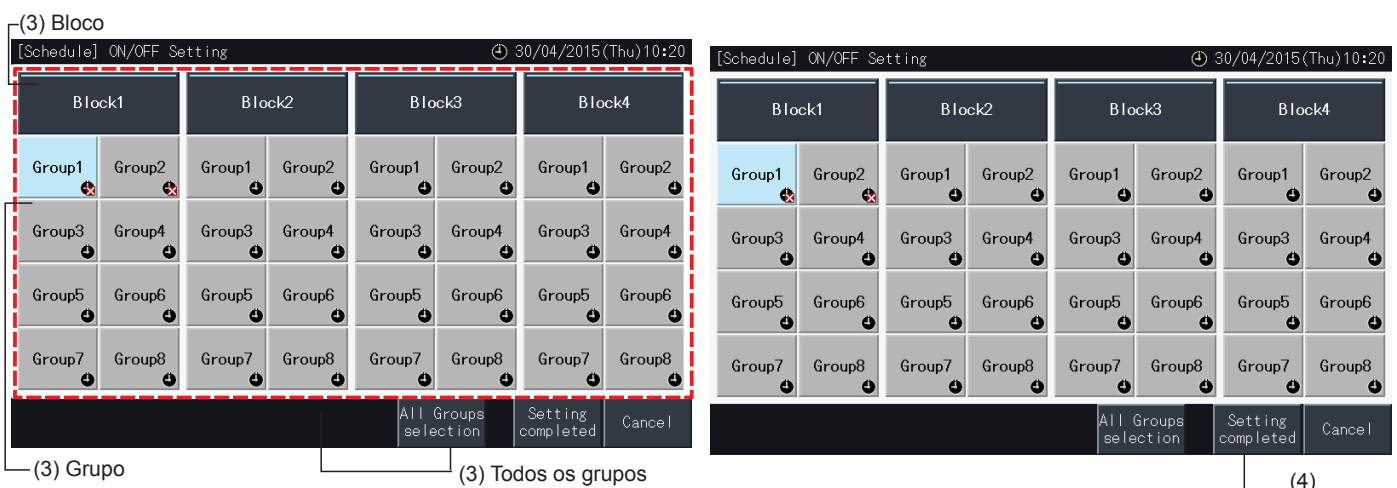 (3) Bloco
[Schedule] ON/OFF Setting 30/04/2015(Thu)10:20
Block1 Block2 Block3 Block4
Group1 Group2 Group1 Group2 Group1 Group2 Group1 Group2
Group3 Group4 Group3 Group4 Group3 Group4 Group3 Group4
Group5 Group6 Group5 Group6 Group5 Group6 Group5 Group6
Group7 Group8 Group7 Group8 Group7 Group8 Group7 Group8
All Groups
selection
Setting
completed
Cancel
(3) Grupo
(3) Todos os grupos
[Schedule] ON/OFF Setting 30/04/2015(Thu)10:20
Block1 Block2 Block3 Block4
Group1 Group2 Group1 Group2 Group1 Group2 Group1 Group2
Group3 Group4 Group3 Group4 Group3 Group4 Group3 Group4
Group5 Group6 Group5 Group6 Group5 Group6 Group5 Group6
Group7 Group8 Group7 Group8 Group7 Group8 Group7 Group8
All Groups
selection
Setting
completed
Cancel
(4)